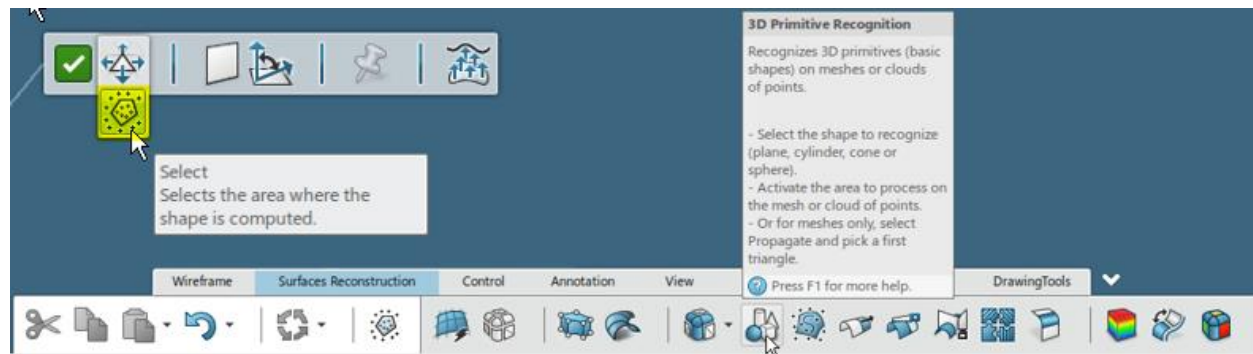 3D Primitive Recognition
Recognizes 3D primitives (basic
shapes) on meshes or clouds
of points.
- Select the shape to recognize
(plane, cylinder, cone or
sphere).
- Activate the area to process on
the mesh or cloud of points.
- Or for meshes only, select
Propagate and pick a first
triangle.
Press F1 for more help.
Select
Selects the area where the
shape is computed.
Wireframe Surfaces Reconstruction Control Annotation View DrawingTools